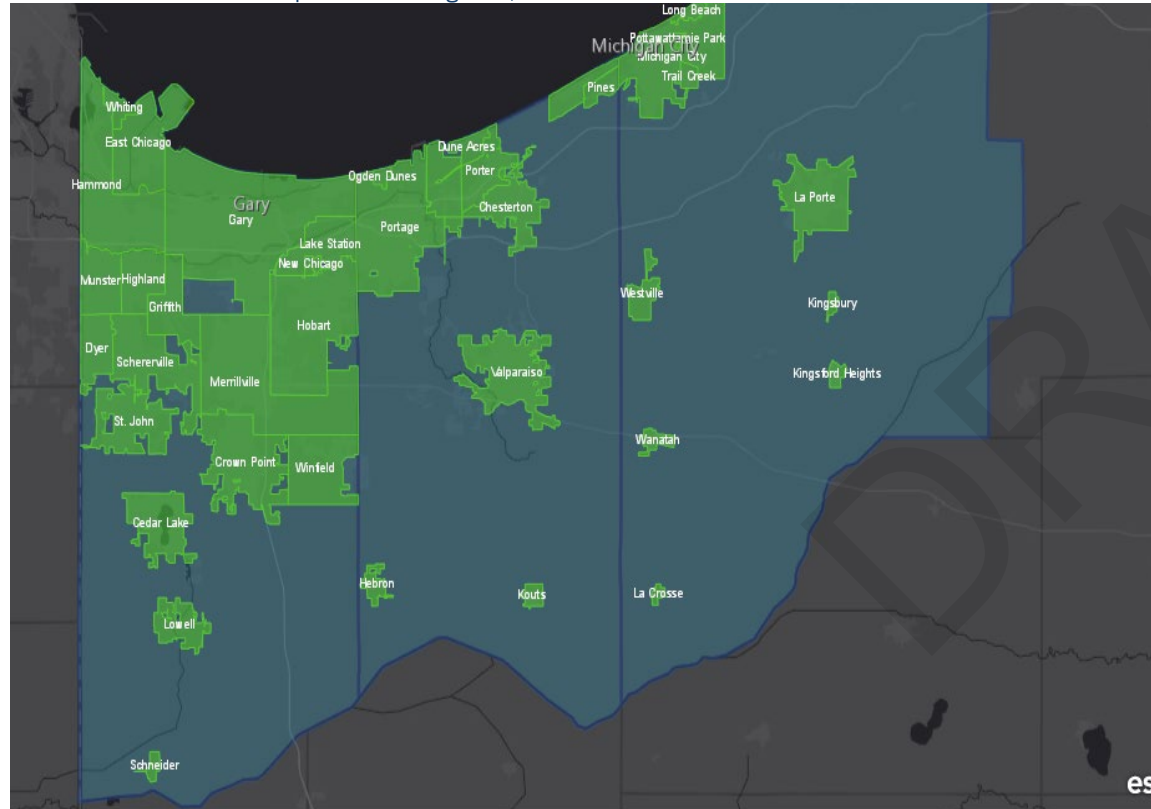 Long Beach
Pottawattamie Park
Michigan City
Michigan City
Trail Creek
Pines
Whiting
East Chicago
Hammond
Dune Acres
Ogden Dunes
Porter
Chesterton
Gary
Gary
Portage
Lake Station
New Chicago
La Porte
Munster
Highland
Griffith
Hobart
Westville
Kingsbury
Dyer
Schererville
Merrillville
Valparaiso
Kingsford Heights
St. John
Crown Point
Winfield
Wanatah
Cedar Lake
Hebron
Kouts
La Crosse
Lowell
Schneider
DRA
es